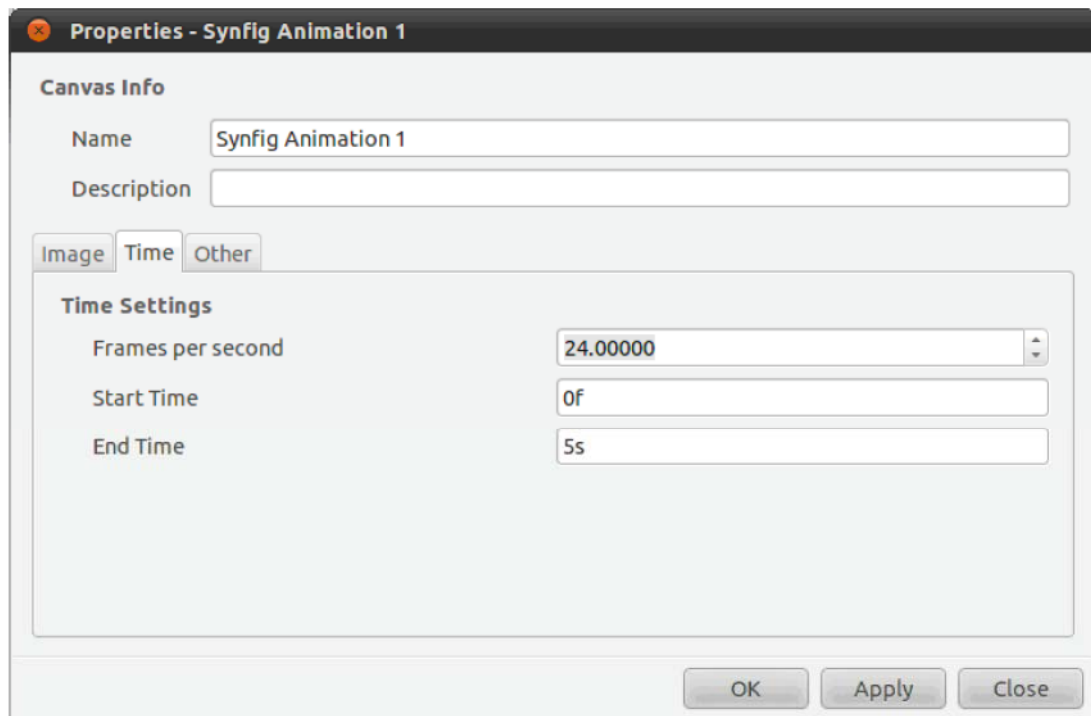 Properties - Synfig Animation 1
Canvas Info
Name Synfig Animation 1
Description
Image Time Other
Time Settings
Frames per second 24.00000
Start Time 0f
End Time 5s
OK Apply Close